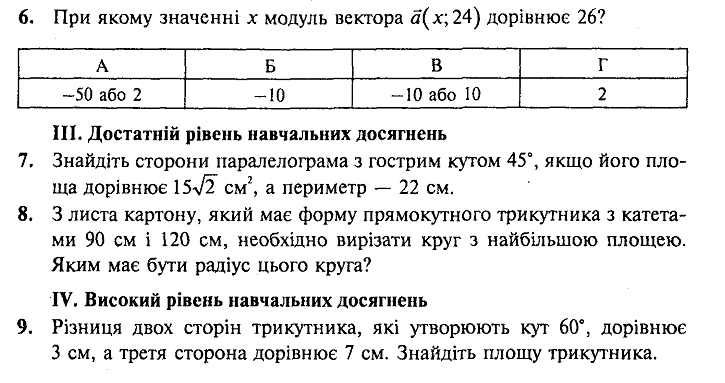 6. При якому значенні x модуль вектора a⃗(x; 24) дорівнює 26?
А Б В Г
−50 або 2 −10 −10 або 10 2
III. Достатній рівень навчальних досягнень
7. Знайдіть сторони паралелограма з гострим кутом 45°, якщо його пло-
ща дорівнює 15√2 см², а периметр — 22 см.
8. З листа картону, який має форму прямокутного трикутника з катета-
ми 90 см і 120 см, необхідно вирізати круг з найбільшою площею.
Яким має бути радіус цього круга?
IV. Високий рівень навчальних досягнень
9. Різниця двох сторін трикутника, які утворюють кут 60°, дорівнює
3 см, а третя сторона дорівнює 7 см. Знайдіть площу трикутника.